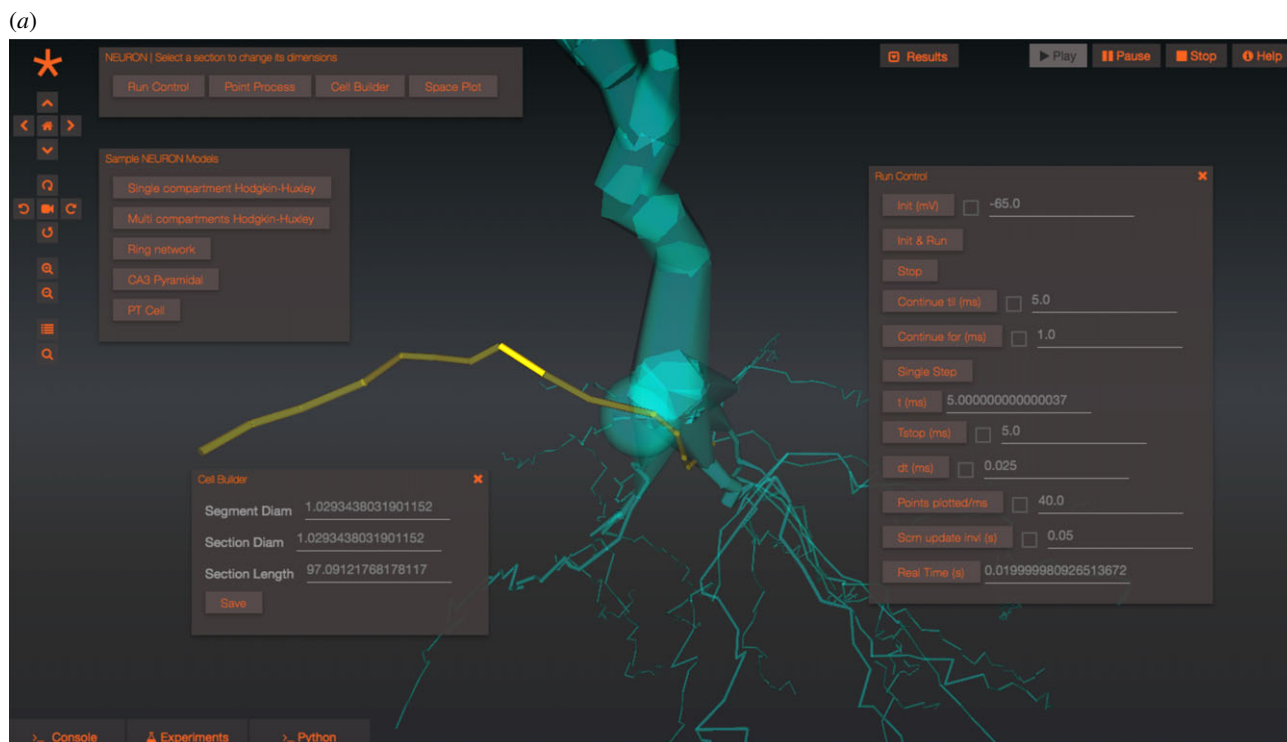 (a)
NEURON | Select a section to change its dimensions
Run Control Point Process Cell Builder Space Plot
Results
Play Pause Stop Help
Sample NEURON Models
Single compartment Hodgkin-Huxley
Multi compartments Hodgkin-Huxley
Ring network
CA3 Pyramidal
PT Cell
Run Control
Init (mV) -65.0
Init & Run
Stop
Continue til (ms) 5.0
Continue for (ms) 1.0
Single Step
t (ms) 5.000000000000037
Tstop (ms) 5.0
dt (ms) 0.025
Points plotted/ms 40.0
Scrn update invl (s) 0.05
Real Time (s) 0.019999980926513672
Cell Builder
Segment Diam 1.0293438031901152
Section Diam 1.0293438031901152
Section Length 97.09121768178117
Save
>_ Console Experiments >_ Python